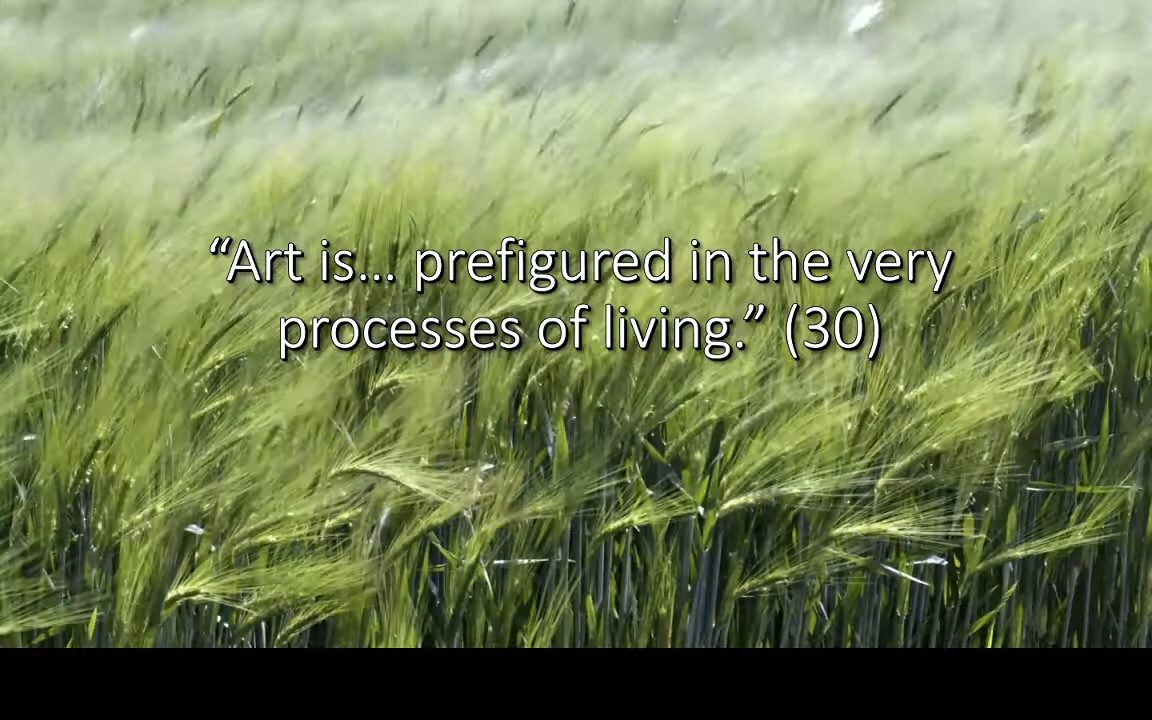 “Art is... prefigured in the very
processes of living.” (30)